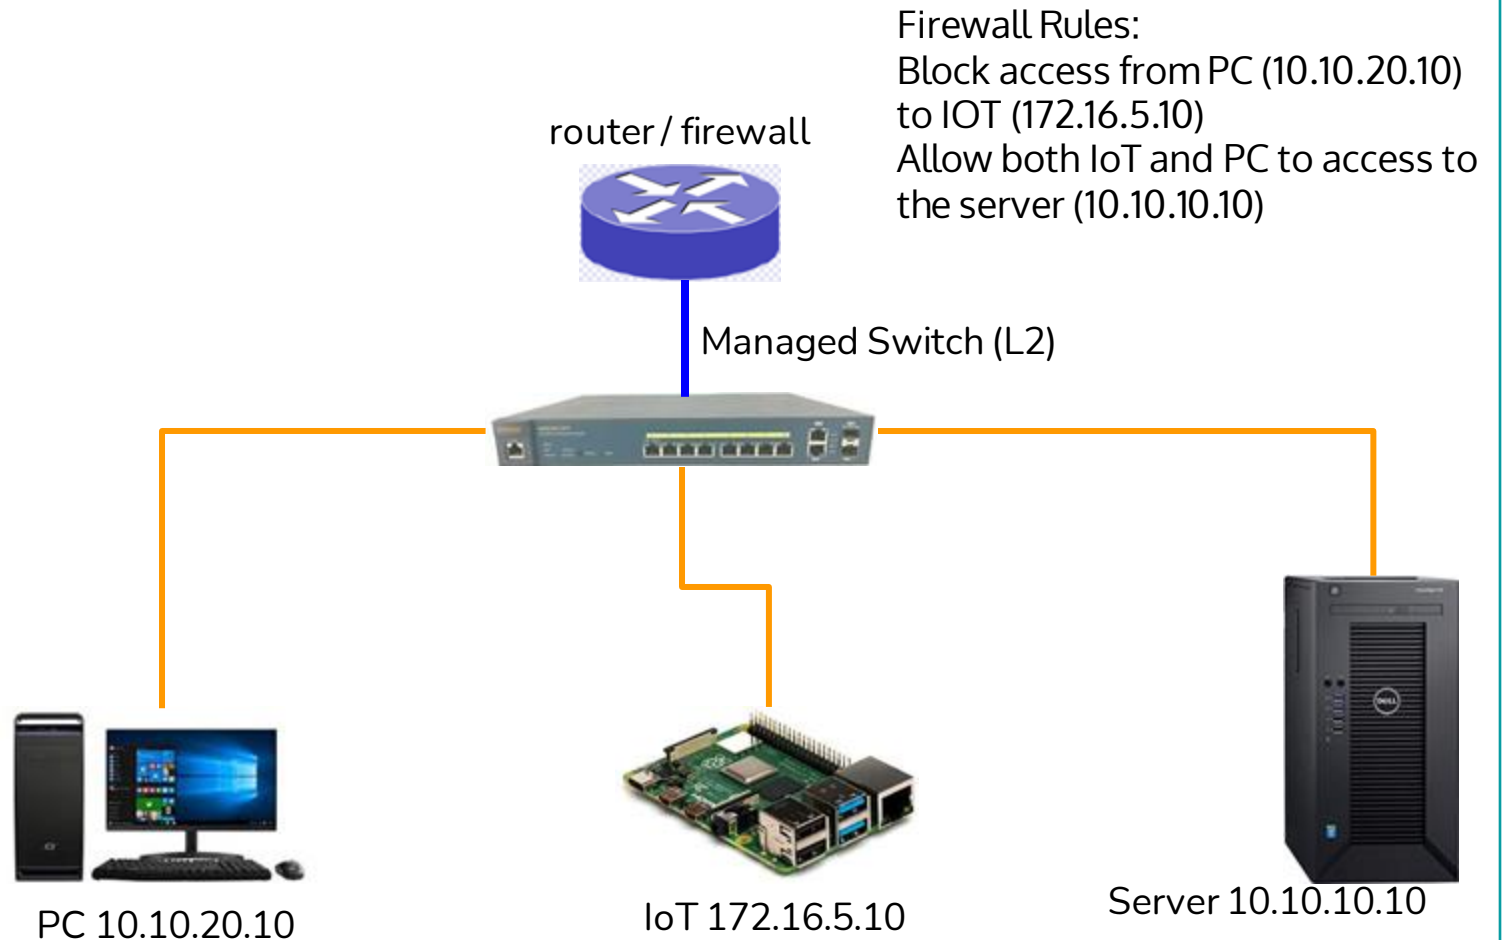 Firewall Rules:
Block access from PC (10.10.20.10)
to IOT (172.16.5.10)
Allow both IoT and PC to access to
the server (10.10.10.10)
router / firewall
Managed Switch (L2)
DELL
PC 10.10.20.10
IoT 172.16.5.10
Server 10.10.10.10